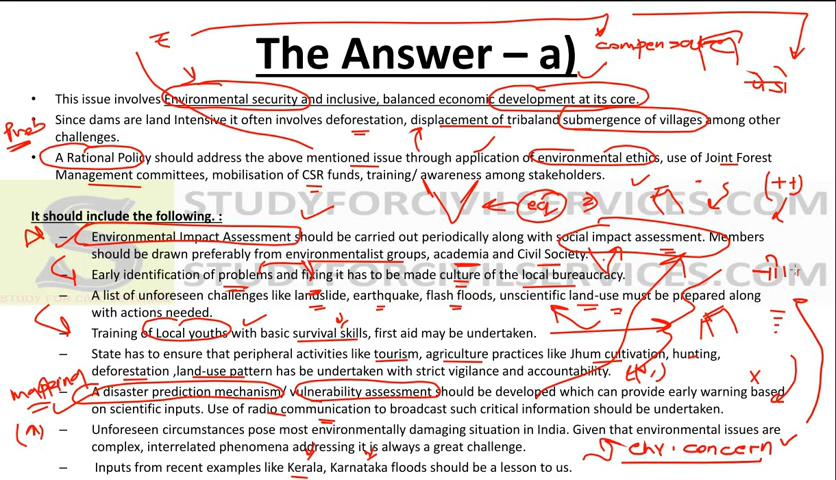 The Answer – a)
compensatory
• This issue involves Environmental security and inclusive, balanced economic development at its core.
• Since dams are land Intensive it often involves deforestation, displacement of tribaland submergence of villages among other
challenges.
Prob
• A Rational Policy should address the above mentioned issue through application of environmental ethics, use of Joint Forest
Management committees, mobilisation of CSR funds, training/ awareness among stakeholders.
STUDYFORCIVILSERVICES.COM
eq
(++)
It should include the following. :
– Environmental Impact Assessment should be carried out periodically along with social impact assessment. Members
should be drawn preferably from environmentalist groups, academia and Civil Society.
– Early identification of problems and fixing it has to be made culture of the local bureaucracy.
STUDYFORCIVILSERVICES.COM
– A list of unforeseen challenges like landslide, earthquake, flash floods, unscientific land-use must be prepared along
with actions needed.
– Training of Local youths with basic survival skills, first aid may be undertaken.
– State has to ensure that peripheral activities like tourism, agriculture practices like Jhum cultivation, hunting,
deforestation ,land-use pattern has be undertaken with strict vigilance and accountability.
mapping
– A disaster prediction mechanism/ vulnerability assessment should be developed which can provide early warning based
on scientific inputs. Use of radio communication to broadcast such critical information should be undertaken.
– Unforeseen circumstances pose most environmentally damaging situation in India. Given that environmental issues are
complex, interrelated phenomena addressing it is always a great challenge.
env. concern
– Inputs from recent examples like Kerala, Karnataka floods should be a lesson to us.